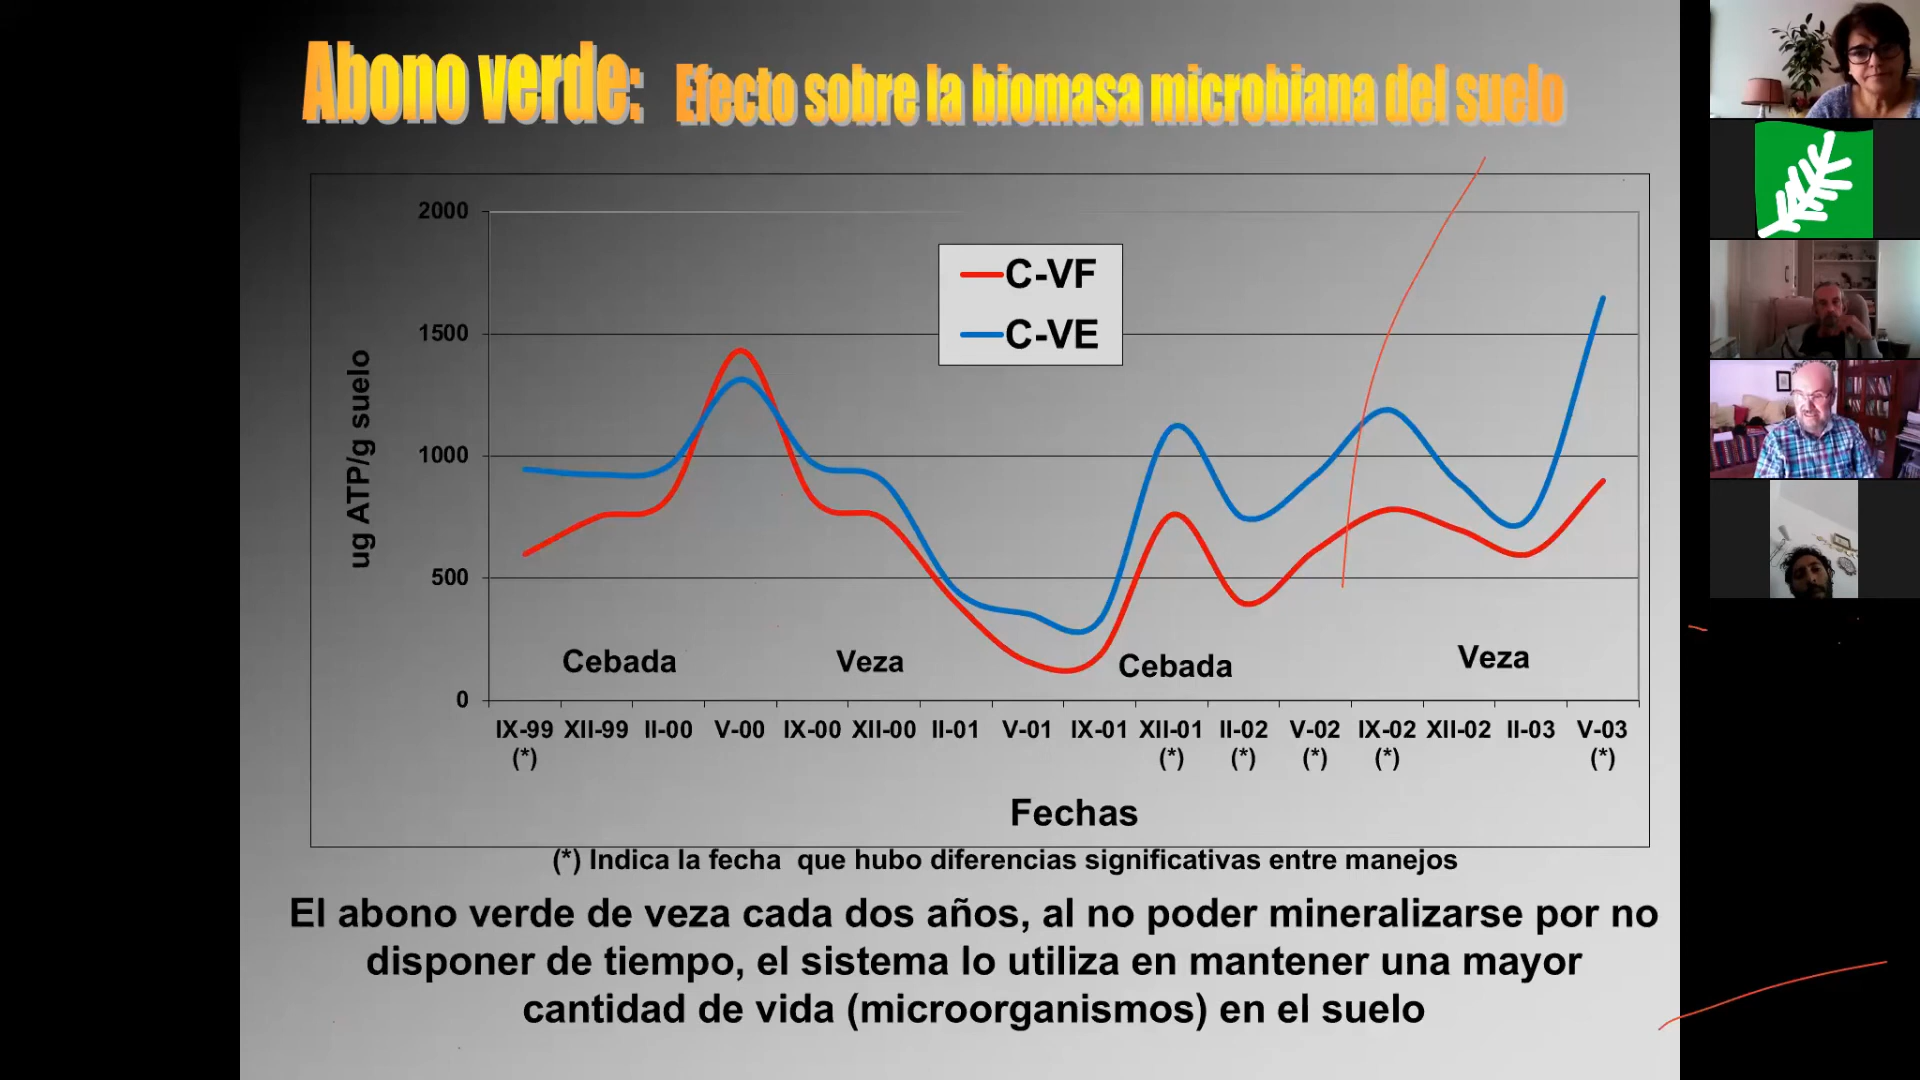 Abono verde: Efecto sobre la biomasa microbiana del suelo
2000
1500
1000
500
0
ug ATP/g suelo
C-VF
C-VE
Cebada Veza Cebada Veza
IX-99 XII-99 II-00 V-00 IX-00 XII-00 II-01 V-01 IX-01 XII-01 II-02 V-02 IX-02 XII-02 II-03 V-03
(*) (*) (*) (*) (*) (*)
Fechas
(*) Indica la fecha que hubo diferencias significativas entre manejos
El abono verde de veza cada dos años, al no poder mineralizarse por no
disponer de tiempo, el sistema lo utiliza en mantener una mayor
cantidad de vida (microorganismos) en el suelo